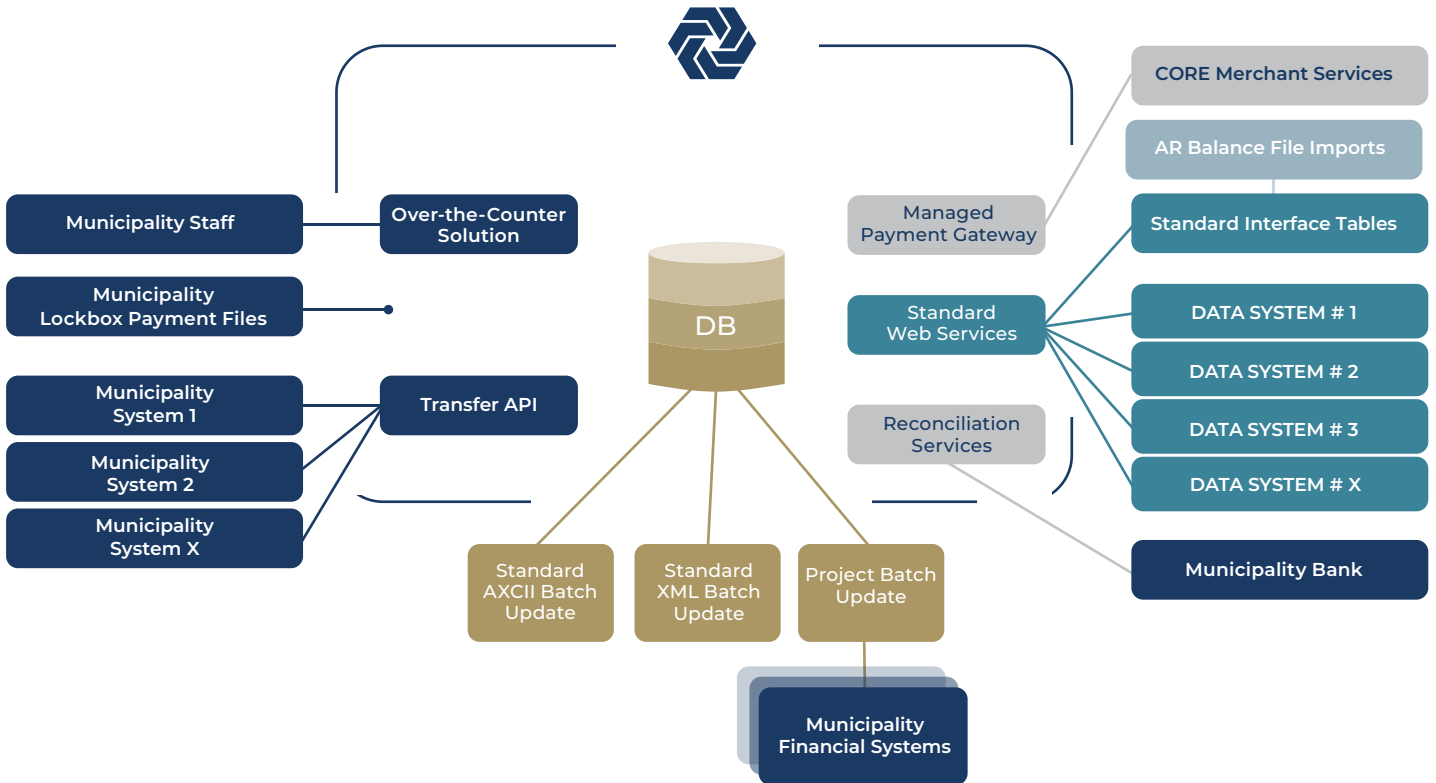 CORE Merchant Services
AR Balance File Imports
Municipality Staff
Over-the-Counter
Solution
Managed
Payment Gateway
Standard Interface Tables
Municipality
Lockbox Payment Files
DB
Standard
Web Services
DATA SYSTEM # 1
DATA SYSTEM # 2
Municipality
System 1
Transfer API
Reconciliation
Services
DATA SYSTEM # 3
Municipality
System 2
DATA SYSTEM # X
Municipality
System X
Standard
AXCII Batch
Update
Standard
XML Batch
Update
Project Batch
Update
Municipality Bank
Municipality
Financial Systems